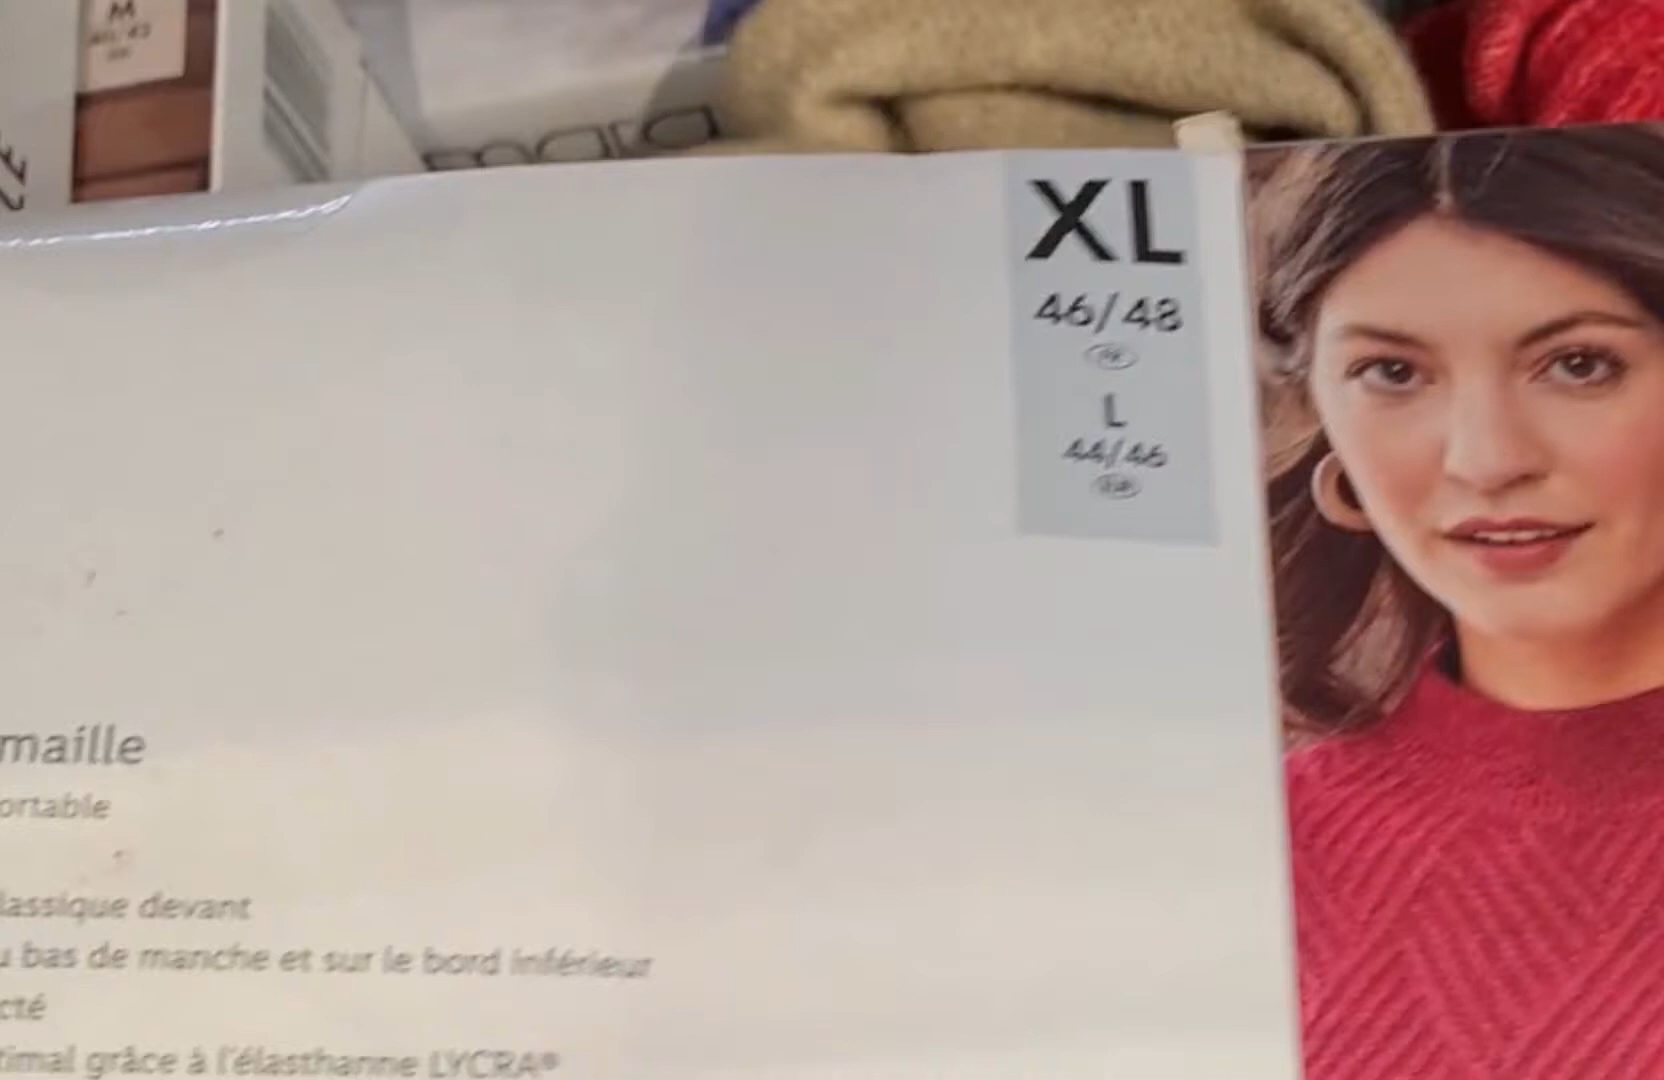 M
mara
XL
46/48
L
44/46
maille
ortable
lassique devant
u bas de manche et sur le bord inférieur
cté
timal grâce à l'élasthanne LYCRA®